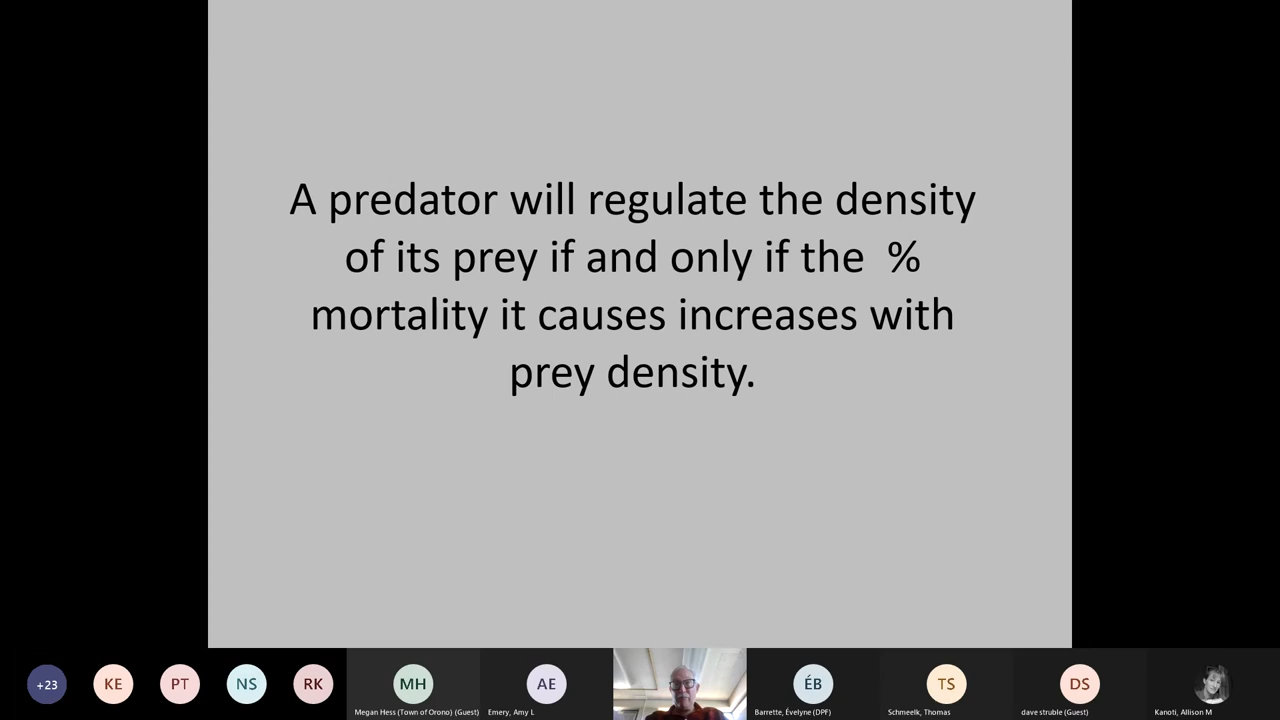 A predator will regulate the density
of its prey if and only if the %
mortality it causes increases with
prey density.
+23
KE
PT
NS
RK
MH
Megan Hess (Town of Orono) (Guest)
AE
Emery, Amy L
ÉB
Barrette, Évelyne (DPF)
TS
Schmeelk, Thomas
DS
dave struble (Guest)
Kanoti, Allison M